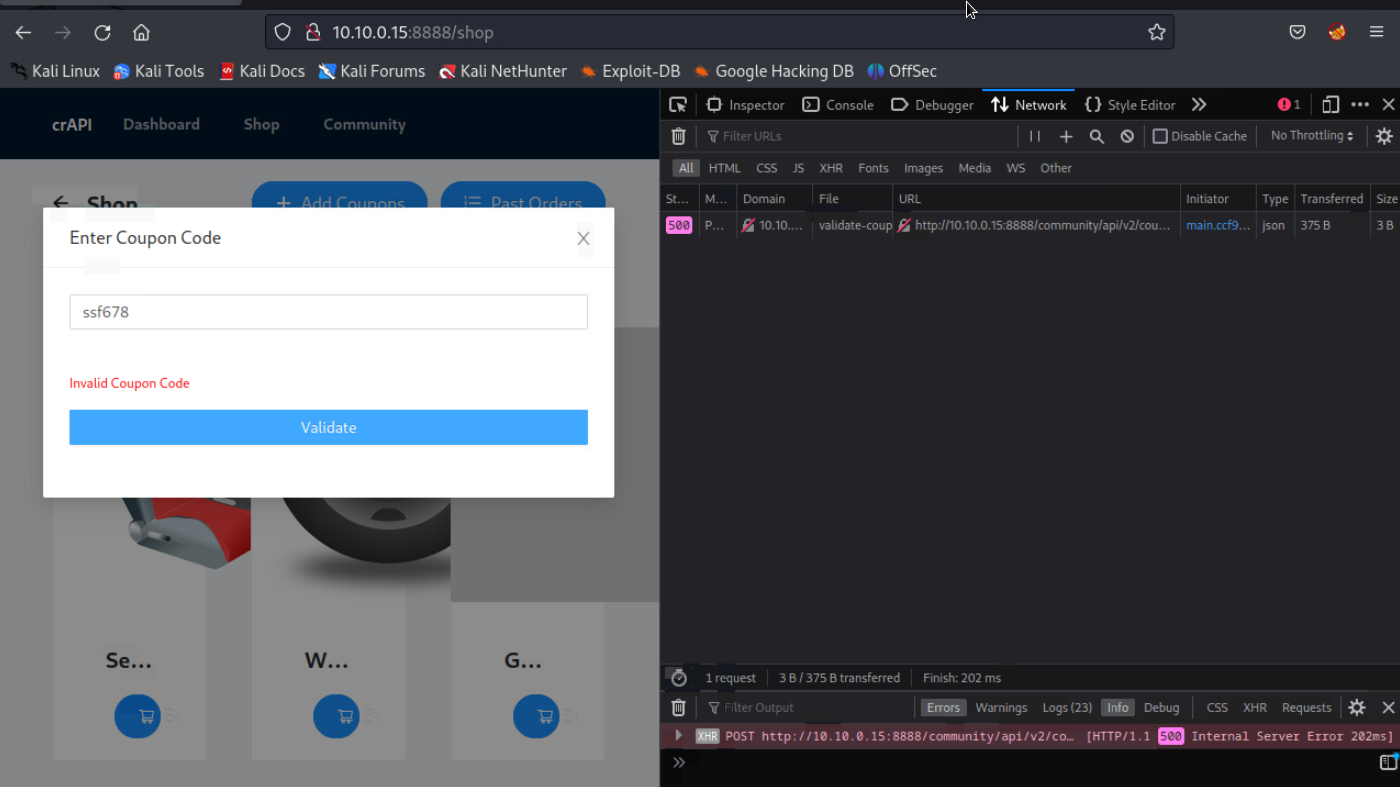 10.10.0.15:8888/shop
Kali Linux Kali Tools Kali Docs Kali Forums Kali NetHunter Exploit-DB Google Hacking DB OffSec
crAPI Dashboard Shop Community
Shop + Add Coupons Past Orders
Enter Coupon Code X
ssf678
Invalid Coupon Code
Validate
Se... W... G...
Inspector Console Debugger Network {} Style Editor 1
Filter URLs Disable Cache No Throttling
All HTML CSS JS XHR Fonts Images Media WS Other
St... M... Domain File URL Initiator Type Transferred Size
500 P... 10.10.... validate-coup http://10.10.0.15:8888/community/api/v2/cou... main.ccf9... json 375 B 3 B
1 request 3 B / 375 B transferred Finish: 202 ms
Filter Output Errors Warnings Logs (23) Info Debug CSS XHR Requests
XHR POST http://10.10.0.15:8888/community/api/v2/co... [HTTP/1.1 500 Internal Server Error 202ms]